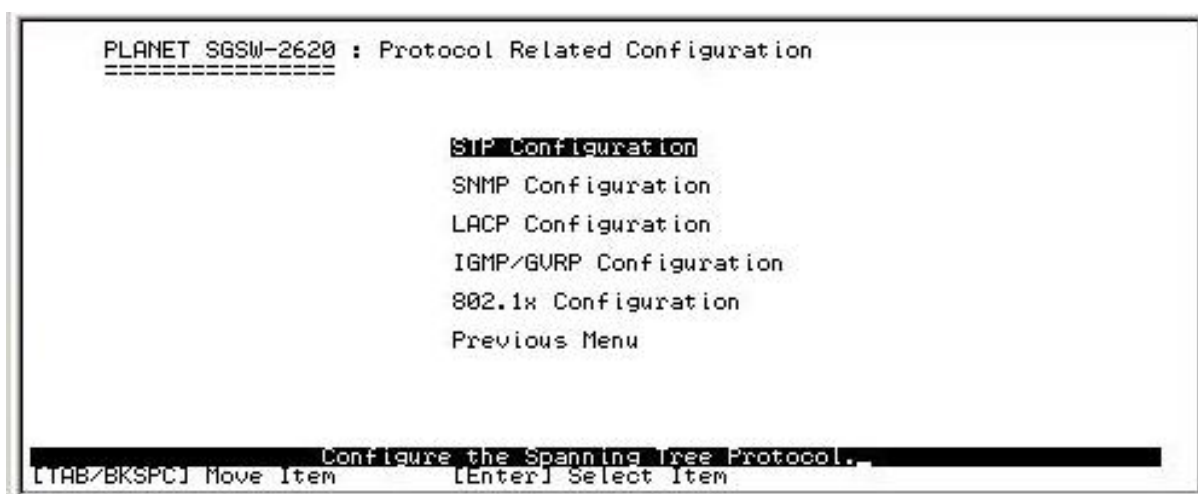 PLANET SGSW-2620 : Protocol Related Configuration
================
STP Configuration
SNMP Configuration
LACP Configuration
IGMP/GVRP Configuration
802.1x Configuration
Previous Menu
Configure the Spanning Tree Protocol._
[TAB/BKSPC] Move Item [Enter] Select Item